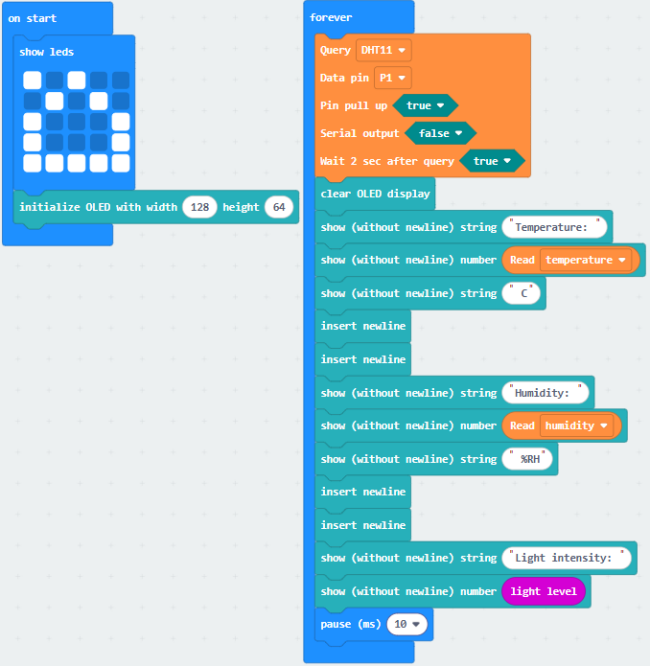 on start
show leds
initialize OLED with width 128 height 64
forever
Query DHT11
Data pin P1
Pin pull up true
Serial output false
Wait 2 sec after query true
clear OLED display
show (without newline) string "Temperature: "
show (without newline) number Read temperature
show (without newline) string " C"
insert newline
insert newline
show (without newline) string "Humidity: "
show (without newline) number Read humidity
show (without newline) string " %RH"
insert newline
insert newline
show (without newline) string "Light intensity: "
show (without newline) number light level
pause (ms) 10